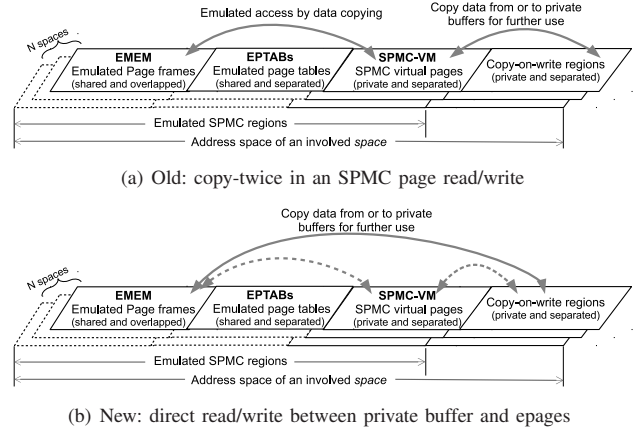 Emulated access by data copying
Copy data from or to private
buffers for further use
N spaces
EMEM
Emulated Page frames
(shared and overlapped)
EPTABs
Emulated page tables
(shared and separated)
SPMC-VM
SPMC virtual pages
(private and separated)
Copy-on-write regions
(private and separated)
Emulated SPMC regions
Address space of an involved space
(a) Old: copy-twice in an SPMC page read/write
Copy data from or to private
buffers for further use
N spaces
EMEM
Emulated Page frames
(shared and overlapped)
EPTABs
Emulated page tables
(shared and separated)
SPMC-VM
SPMC virtual pages
(private and separated)
Copy-on-write regions
(private and separated)
Emulated SPMC regions
Address space of an involved space
(b) New: direct read/write between private buffer and epages